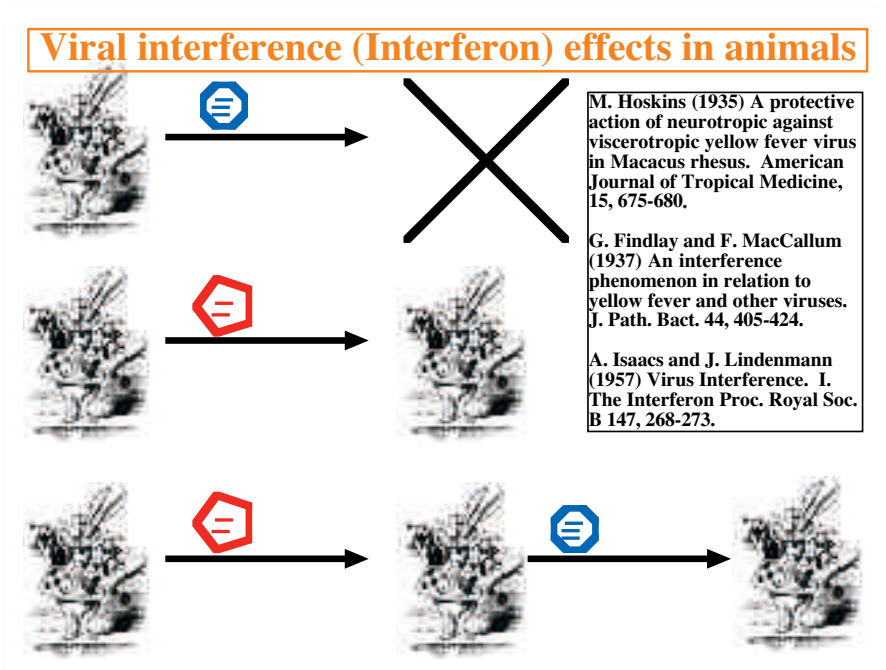 Viral interference (Interferon) effects in animals
M. Hoskins (1935) A protective
action of neurotropic against
viscerotropic yellow fever virus
in Macacus rhesus. American
Journal of Tropical Medicine,
15, 675-680.
G. Findlay and F. MacCallum
(1937) An interference
phenomenon in relation to
yellow fever and other viruses.
J. Path. Bact. 44, 405-424.
A. Isaacs and J. Lindenmann
(1957) Virus Interference. I.
The Interferon Proc. Royal Soc.
B 147, 268-273.